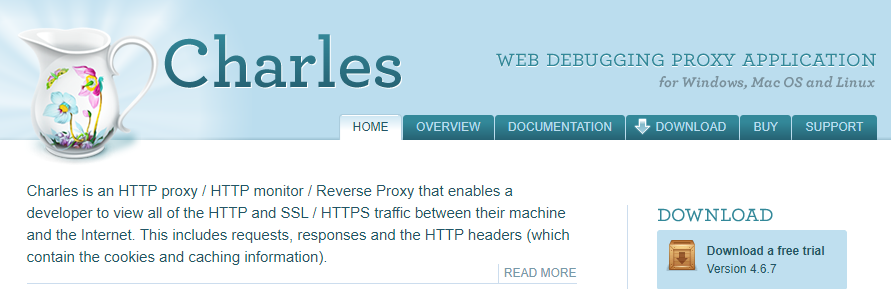 Charles
WEB DEBUGGING PROXY APPLICATION
for Windows, Mac OS and Linux
HOME OVERVIEW DOCUMENTATION DOWNLOAD BUY SUPPORT
Charles is an HTTP proxy / HTTP monitor / Reverse Proxy that enables a
developer to view all of the HTTP and SSL / HTTPS traffic between their machine
and the Internet. This includes requests, responses and the HTTP headers (which
contain the cookies and caching information).
READ MORE
DOWNLOAD
Download a free trial
Version 4.6.7